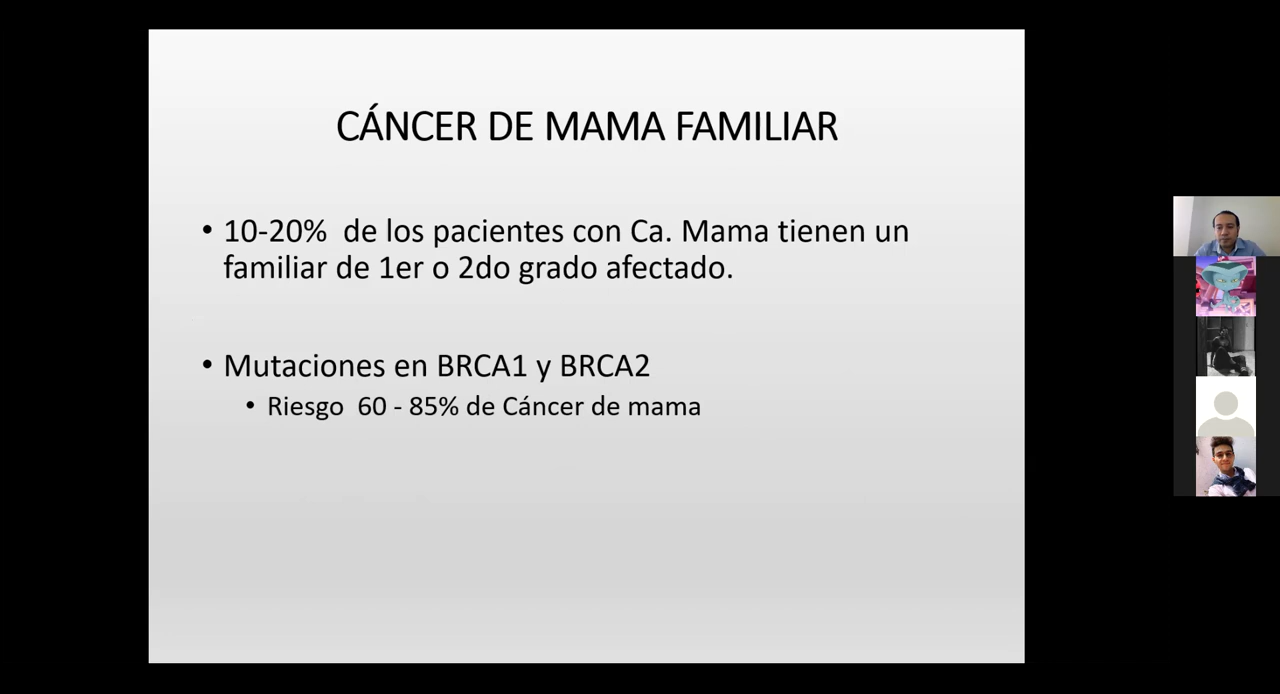 CÁNCER DE MAMA FAMILIAR
• 10-20% de los pacientes con Ca. Mama tienen un
familiar de 1er o 2do grado afectado.
• Mutaciones en BRCA1 y BRCA2
• Riesgo 60 - 85% de Cáncer de mama